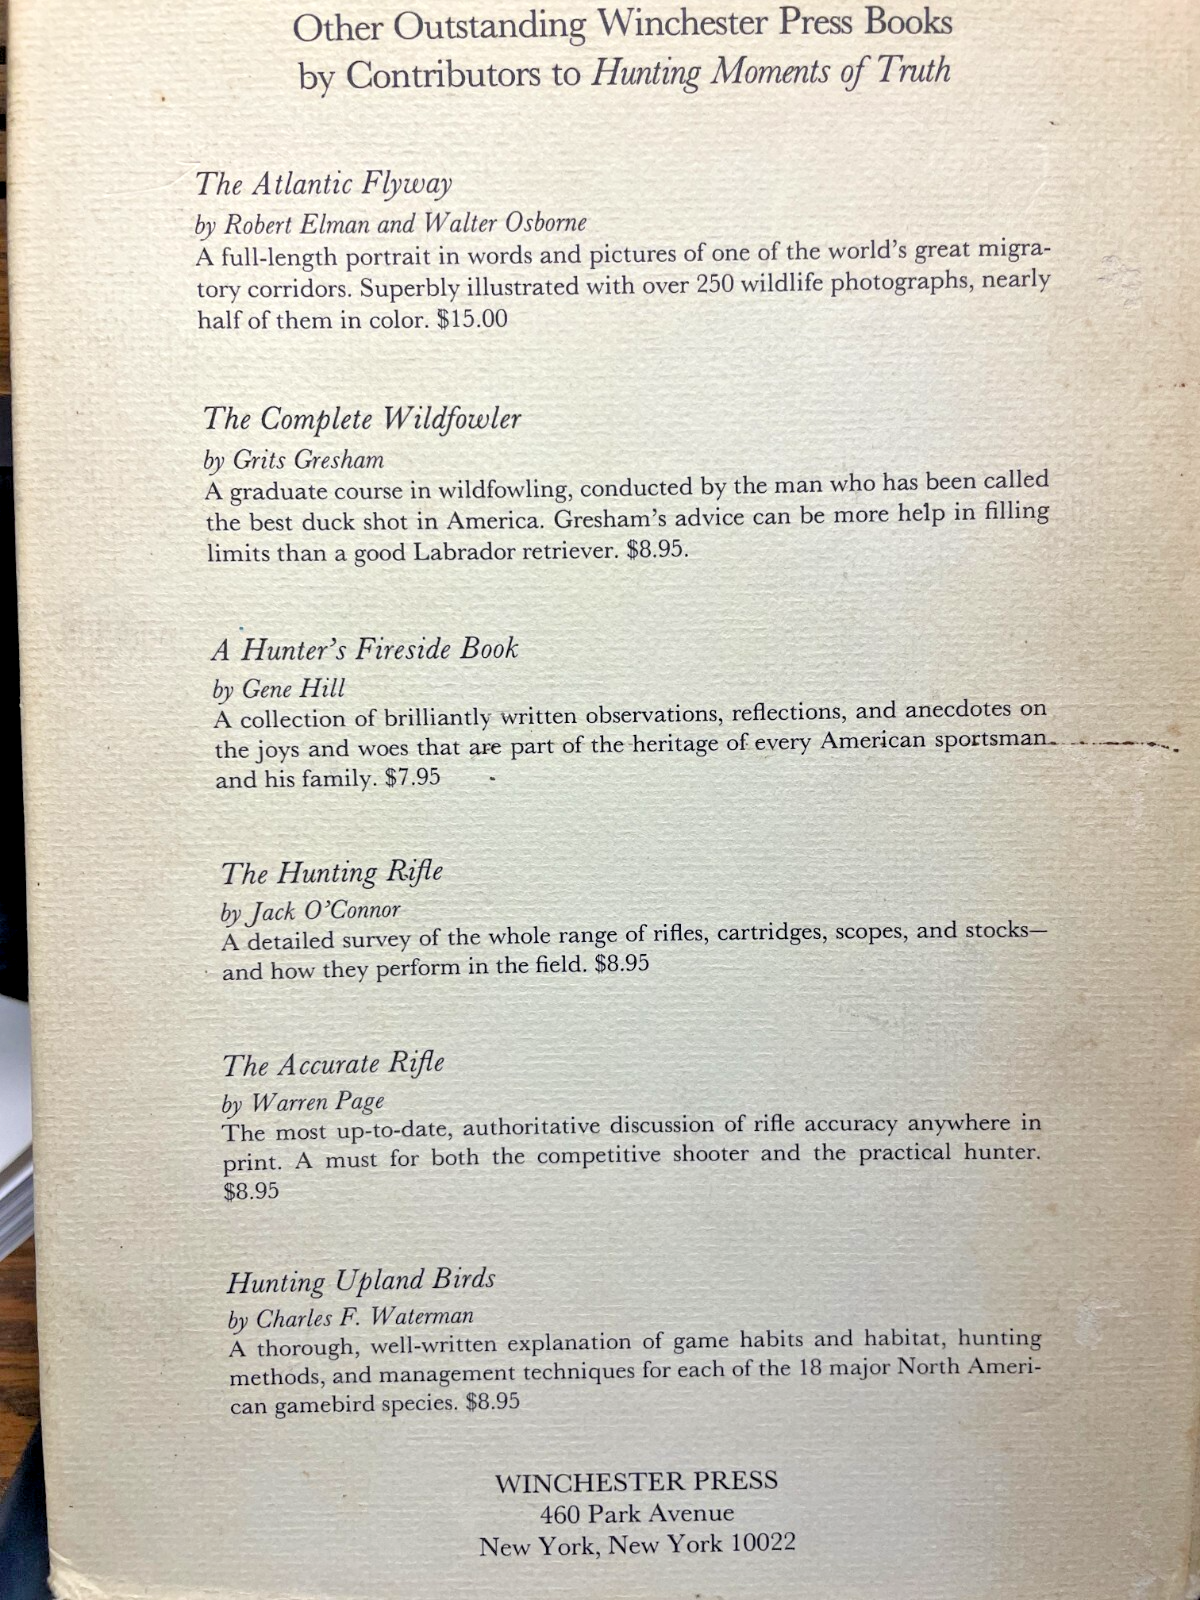 Other Outstanding Winchester Press Books
by Contributors to Hunting Moments of Truth
The Atlantic Flyway
by Robert Elman and Walter Osborne
A full-length portrait in words and pictures of one of the world's great migra-
tory corridors. Superbly illustrated with over 250 wildlife photographs, nearly
half of them in color. $15.00
The Complete Wildfowler
by Grits Gresham
A graduate course in wildfowling, conducted by the man who has been called
the best duck shot in America. Gresham's advice can be more help in filling
limits than a good Labrador retriever. $8.95.
A Hunter's Fireside Book
by Gene Hill
A collection of brilliantly written observations, reflections, and anecdotes on
the joys and woes that are part of the heritage of every American sportsman
and his family. $7.95
The Hunting Rifle
by Jack O'Connor
A detailed survey of the whole range of rifles, cartridges, scopes, and stocks—
and how they perform in the field. $8.95
The Accurate Rifle
by Warren Page
The most up-to-date, authoritative discussion of rifle accuracy anywhere in
print. A must for both the competitive shooter and the practical hunter.
$8.95
Hunting Upland Birds
by Charles F. Waterman
A thorough, well-written explanation of game habits and habitat, hunting
methods, and management techniques for each of the 18 major North Ameri-
can gamebird species. $8.95
WINCHESTER PRESS
460 Park Avenue
New York, New York 10022